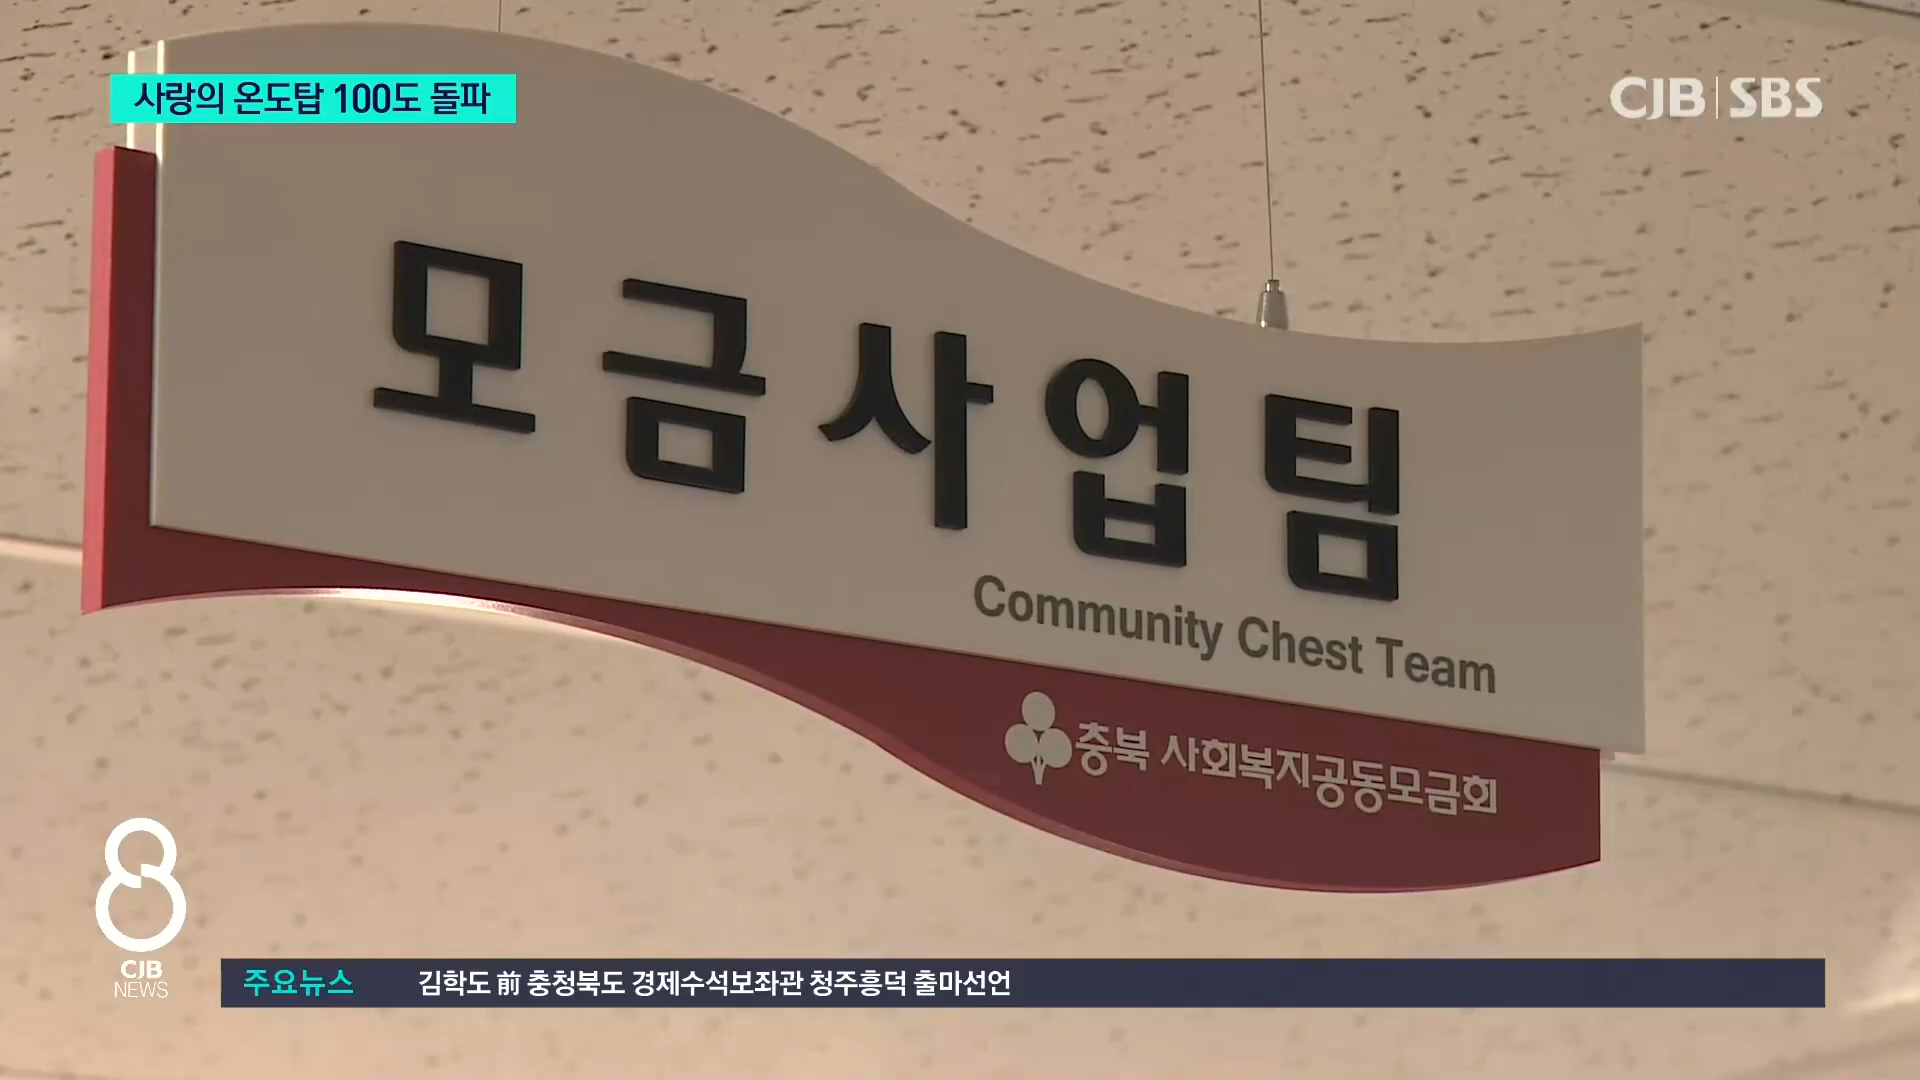 사랑의 온도탑 100도 돌파
CJB SBS
모금사업팀
Community Chest Team
충북 사회복지공동모금회
8
CJB
NEWS
주요뉴스 김학도 前 충청북도 경제수석보좌관 청주흥덕 출마선언